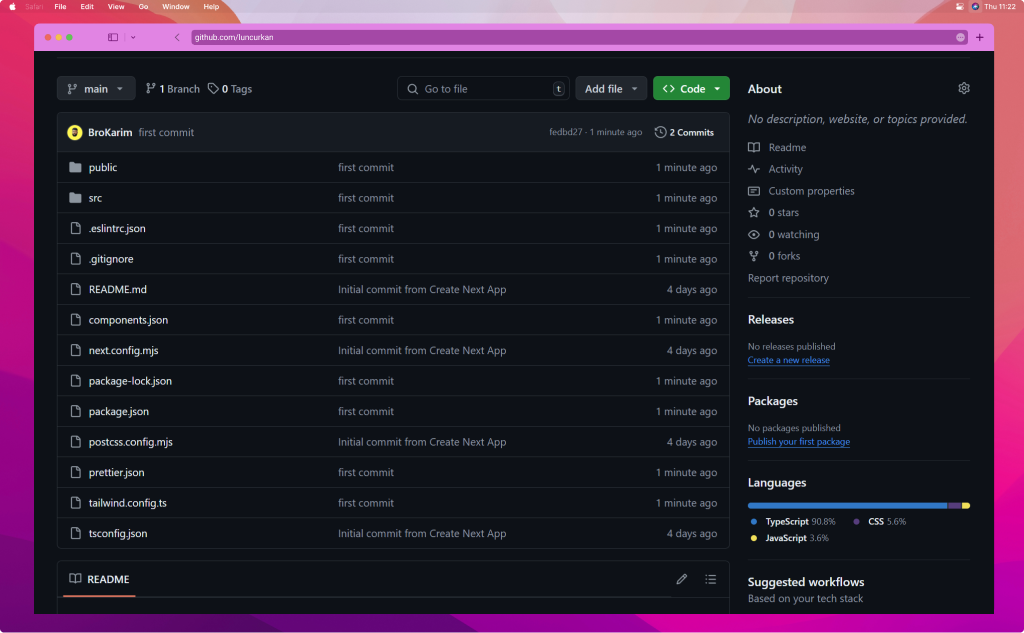 Safari File Edit View Go Window Help Thu 11:22
github.com/luncurkan
main 1 Branch 0 Tags Go to file t Add file Code
BroKarim first commit fedbd27 · 1 minute ago 2 Commits
public first commit 1 minute ago
src first commit 1 minute ago
.eslintrc.json first commit 1 minute ago
.gitignore first commit 1 minute ago
README.md Initial commit from Create Next App 4 days ago
components.json first commit 1 minute ago
next.config.mjs Initial commit from Create Next App 4 days ago
package-lock.json first commit 1 minute ago
package.json first commit 1 minute ago
postcss.config.mjs Initial commit from Create Next App 4 days ago
prettier.json first commit 1 minute ago
tailwind.config.ts first commit 1 minute ago
tsconfig.json Initial commit from Create Next App 4 days ago
README
About
No description, website, or topics provided.
Readme
Activity
Custom properties
0 stars
0 watching
0 forks
Report repository
Releases
No releases published
Create a new release
Packages
No packages published
Publish your first package
Languages
TypeScript 90.8% CSS 5.6%
JavaScript 3.6%
Suggested workflows
Based on your tech stack